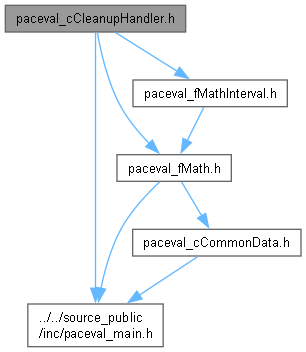 paceval_cCleanupHandler.h
paceval_fMathInterval.h
paceval_fMath.h
paceval_cCommonData.h
../../source_public
/inc/paceval_main.h